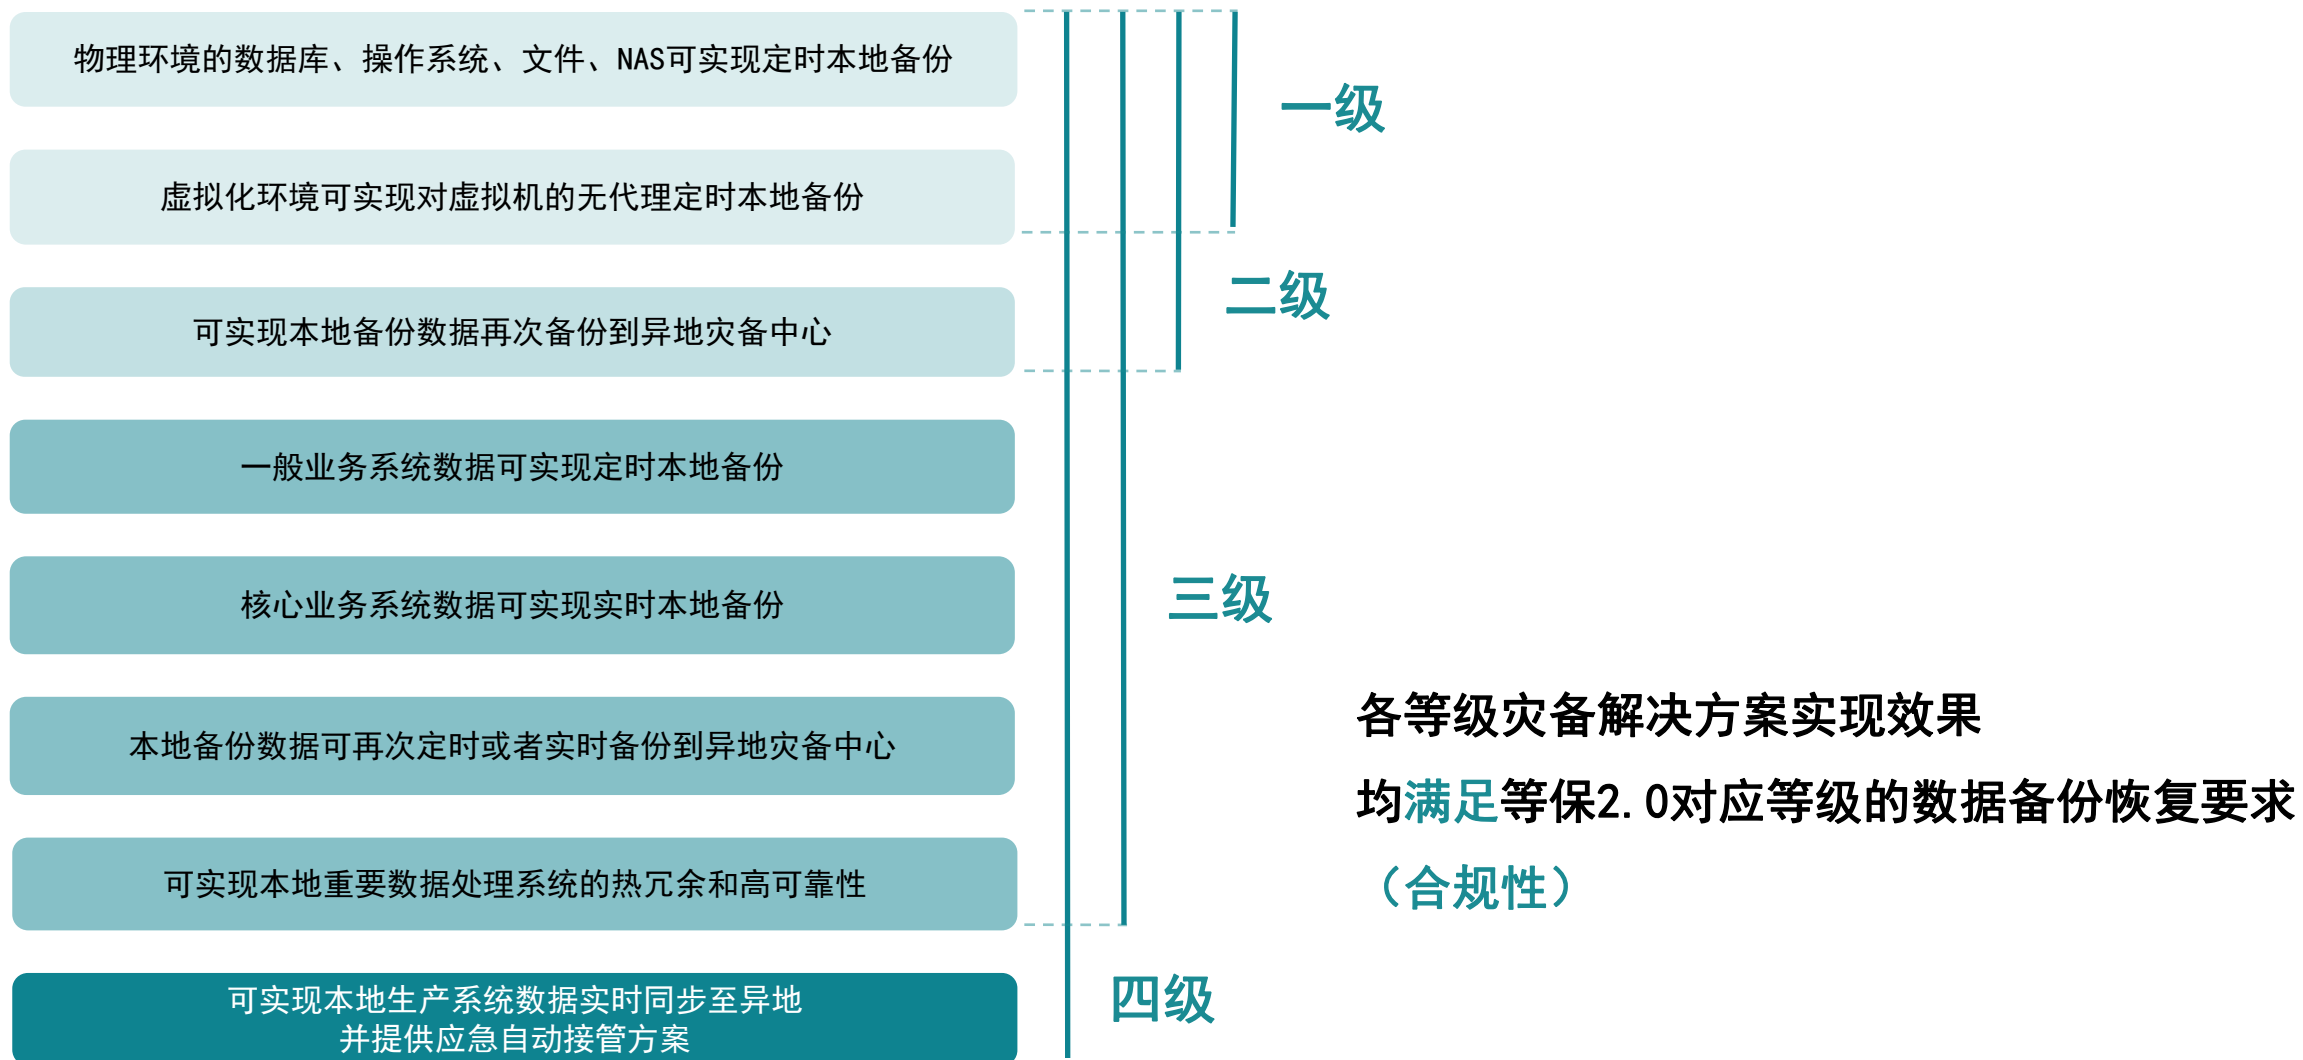 物理环境的数据库、操作系统、文件、NAS可实现定时本地备份
一级
虚拟化环境可实现对虚拟机的无代理定时本地备份
二级
可实现本地备份数据再次备份到异地灾备中心
一般业务系统数据可实现定时本地备份
核心业务系统数据可实现实时本地备份
三级
本地备份数据可再次定时或者实时备份到异地灾备中心
可实现本地重要数据处理系统的热冗余和高可靠性
可实现本地生产系统数据实时同步至异地
并提供应急自动接管方案
四级
各等级灾备解决方案实现效果
均满足等保2.0对应等级的数据备份恢复要求
（合规性）